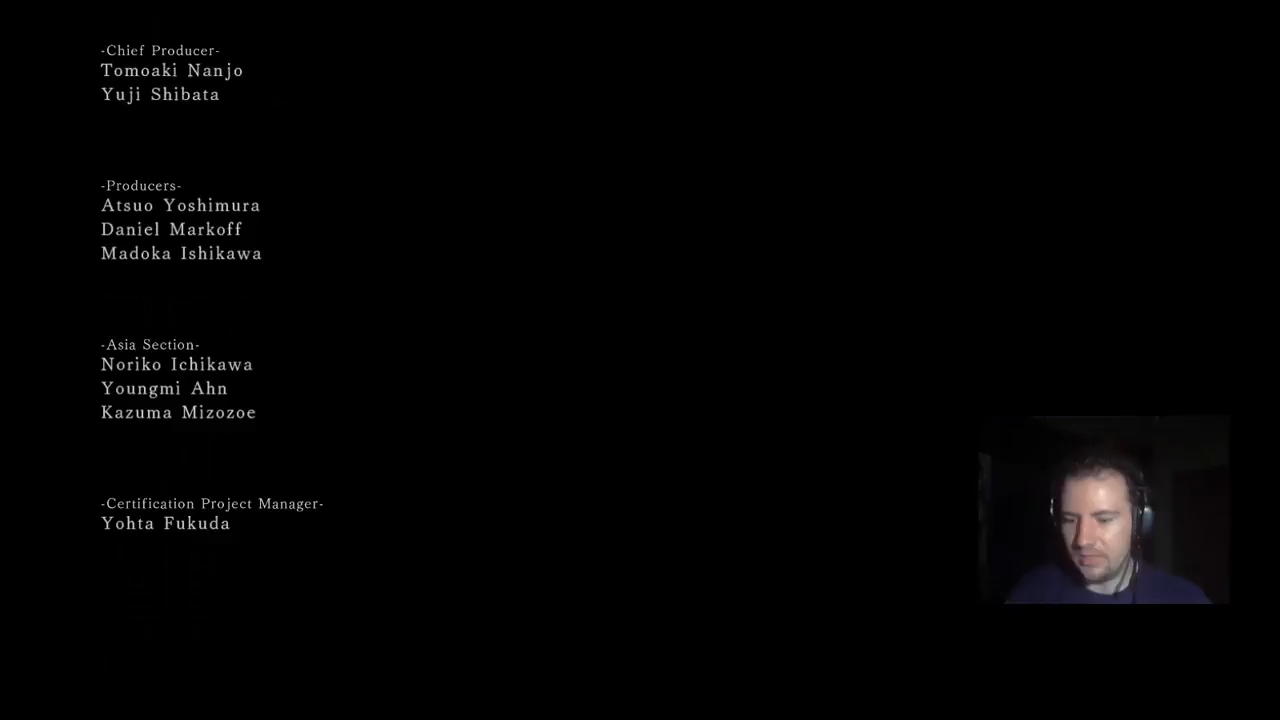 -Chief Producer-
Tomoaki Nanjo
Yuji Shibata
-Producers-
Atsuo Yoshimura
Daniel Markoff
Madoka Ishikawa
-Asia Section-
Noriko Ichikawa
Youngmi Ahn
Kazuma Mizozoe
-Certification Project Manager-
Yohta Fukuda